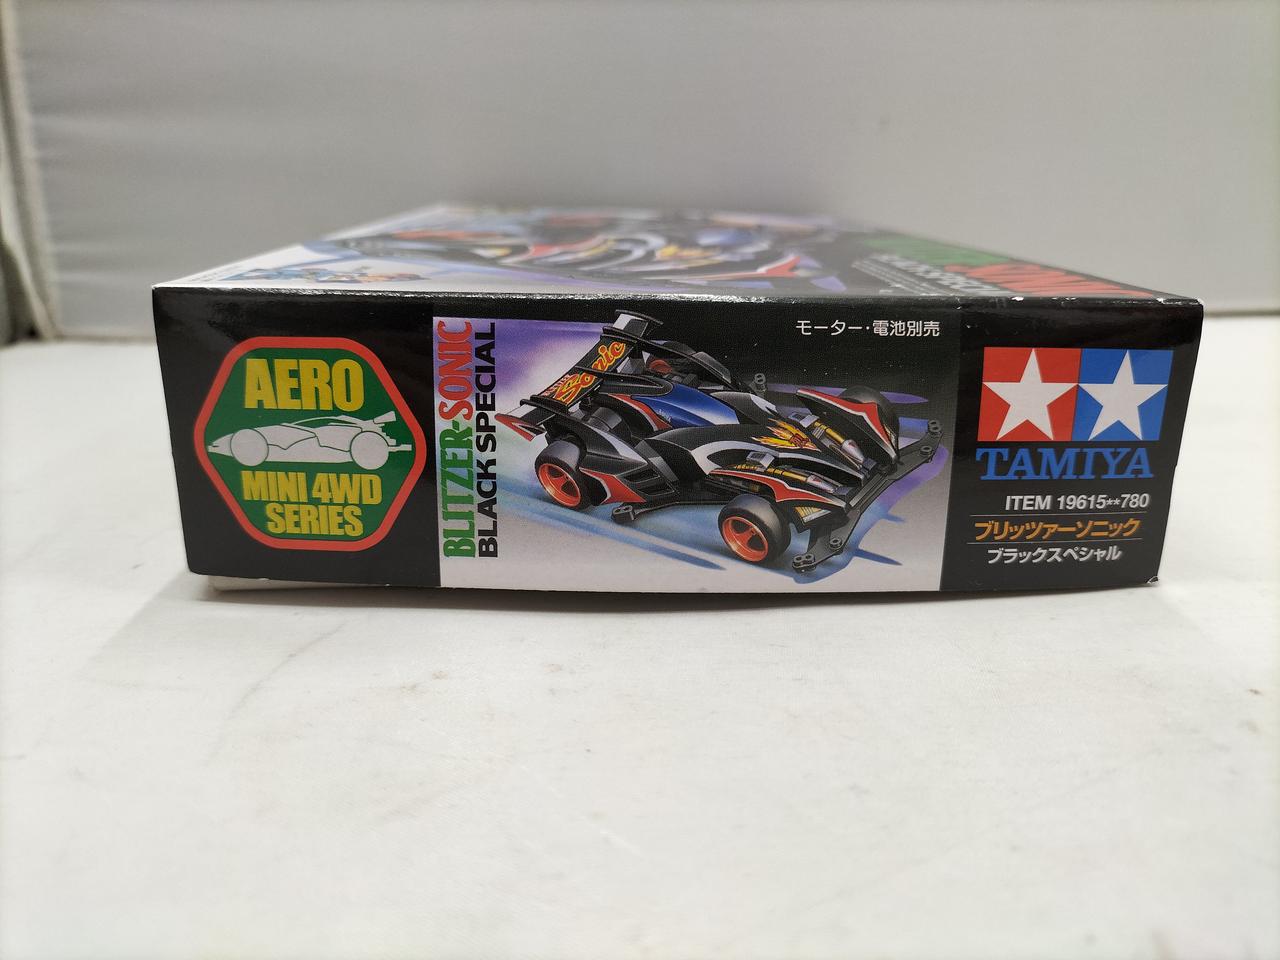 AERO
MINI 4WD
SERIES
BLITZER-SONIC
BLACK SPECIAL
Sonic
モーター・電池別売
TAMIYA
ITEM 19615**780
ブリッツァーソニック
ブラックスペシャル